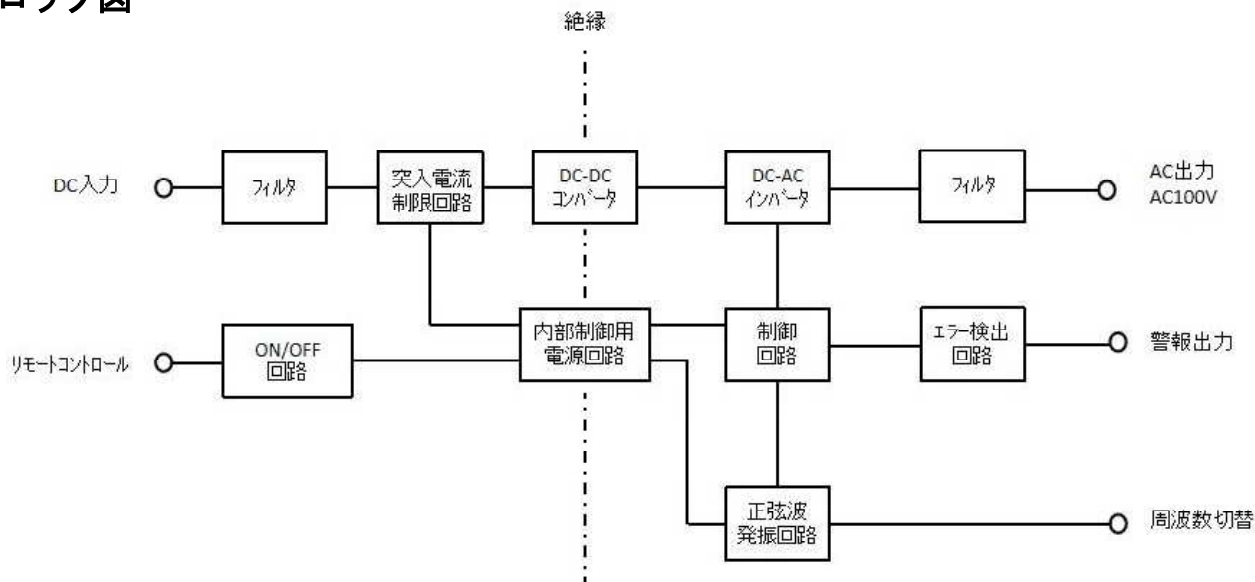 ロック図
絶縁
DC入力
フィルタ
突入電流
制限回路
DC-DC
コンバータ
DC-AC
インバータ
フィルタ
AC出力
AC100V
リモートコントロール
ON/OFF
回路
内部制御用
電源回路
制御
回路
エラー検出
回路
警報出力
正弦波
発振回路
周波数切替